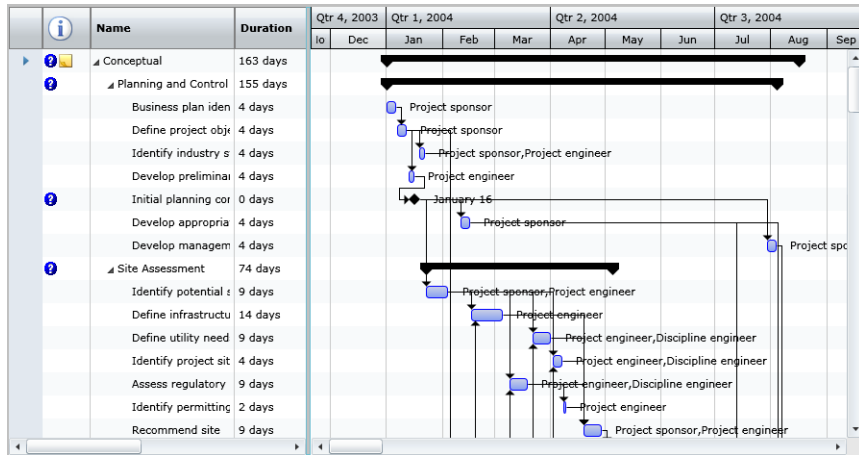 Name Duration Qtr 4, 2003 Qtr 1, 2004 Qtr 2, 2004 Qtr 3, 2004
Dec Jan Feb Mar Apr May Jun Jul Aug Sep
Conceptual 163 days
Planning and Control 155 days
Business plan iden 4 days Project sponsor
Define project obje 4 days Project sponsor
Identify industry s 4 days Project sponsor,Project engineer
Develop prelimina 4 days Project engineer
Initial planning co 0 days January 16
Develop appropria 4 days Project sponsor
Develop managem 4 days Project spo
Site Assessment 74 days
Identify potential s 9 days Project sponsor,Project engineer
Define infrastructu 14 days Project engineer
Define utility need 9 days Project engineer,Discipline engineer
Identify project sit 4 days Project engineer,Discipline engineer
Assess regulatory 9 days Project engineer,Discipline engineer
Identify permitting 2 days Project engineer
Recommend site 9 days Project sponsor,Project engineer